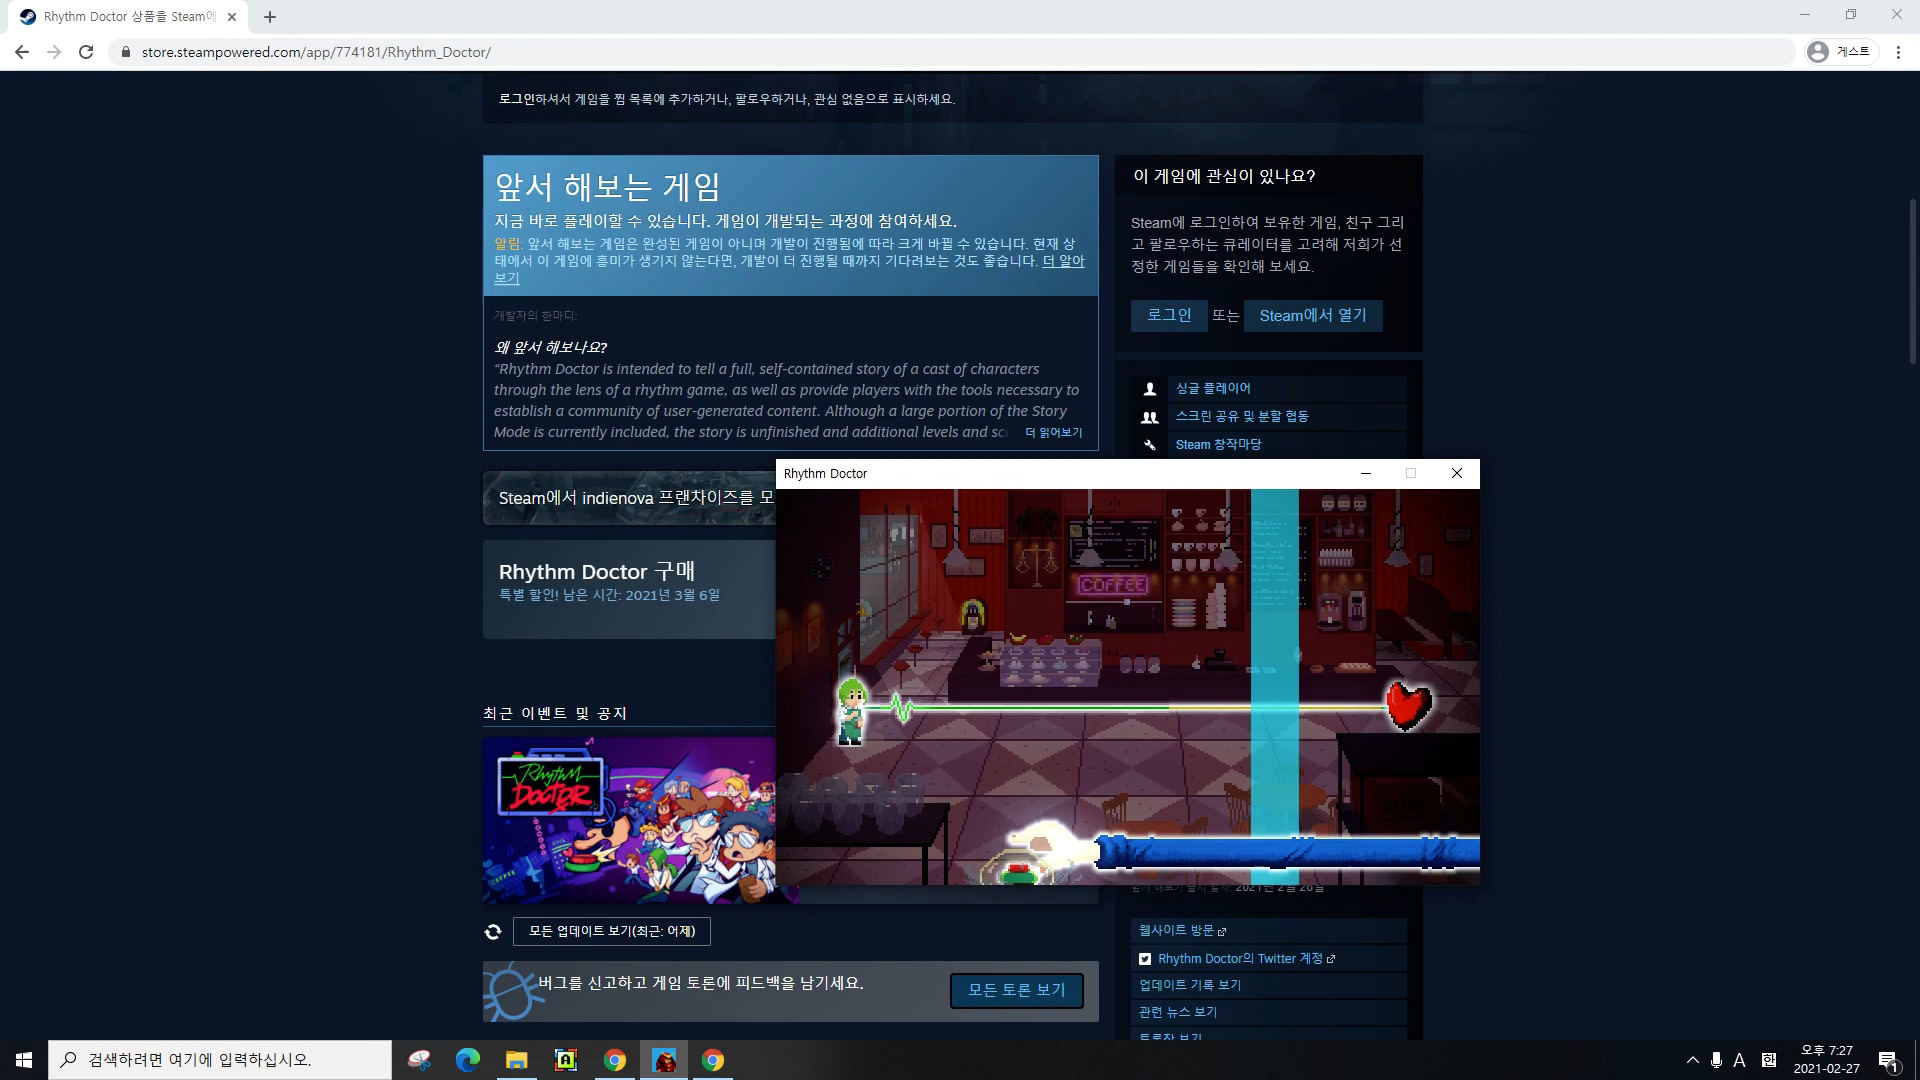 Rhythm Doctor 상품을 Steam에
store.steampowered.com/app/774181/Rhythm_Doctor/
게스트
로그인하셔서 게임을 찜 목록에 추가하거나, 팔로우하거나, 관심 없음으로 표시하세요.
앞서 해보는 게임
지금 바로 플레이할 수 있습니다. 게임이 개발되는 과정에 참여하세요.
알림: 앞서 해보는 게임은 완성된 게임이 아니며 개발이 진행됨에 따라 크게 바뀔 수 있습니다. 현재 상
태에서 이 게임에 흥미가 생기지 않는다면, 개발이 더 진행될 때까지 기다려보는 것도 좋습니다. 더 알아
보기
개발자의 한마디:
왜 앞서 해보나요?
“Rhythm Doctor is intended to tell a full, self-contained story of a cast of characters
through the lens of a rhythm game, as well as provide players with the tools necessary to
establish a community of user-generated content. Although a large portion of the Story
Mode is currently included, the story is unfinished and additional levels and sce
더 읽어보기
이 게임에 관심이 있나요?
Steam에 로그인하여 보유한 게임, 친구 그리
고 팔로우하는 큐레이터를 고려해 저희가 선
정한 게임들을 확인해 보세요.
로그인 또는 Steam에서 열기
싱글 플레이어
스크린 공유 및 분할 협동
Steam 창작마당
Steam에서 indienova 프랜차이즈를 모
Rhythm Doctor 구매
특별 할인! 남은 시간: 2021년 3월 6일
Rhythm Doctor
COFFEE
최근 이벤트 및 공지
Rhythm
DOCTOR
COFFEE
모든 업데이트 보기(최근: 어제)
버그를 신고하고 게임 토론에 피드백을 남기세요.
모든 토론 보기
2021년 2월 26일
웹사이트 방문
Rhythm Doctor의 Twitter 계정
업데이트 기록 보기
관련 뉴스 보기
검색하려면 여기에 입력하십시오.
A
A
한
오후 7:27
2021-02-27
1